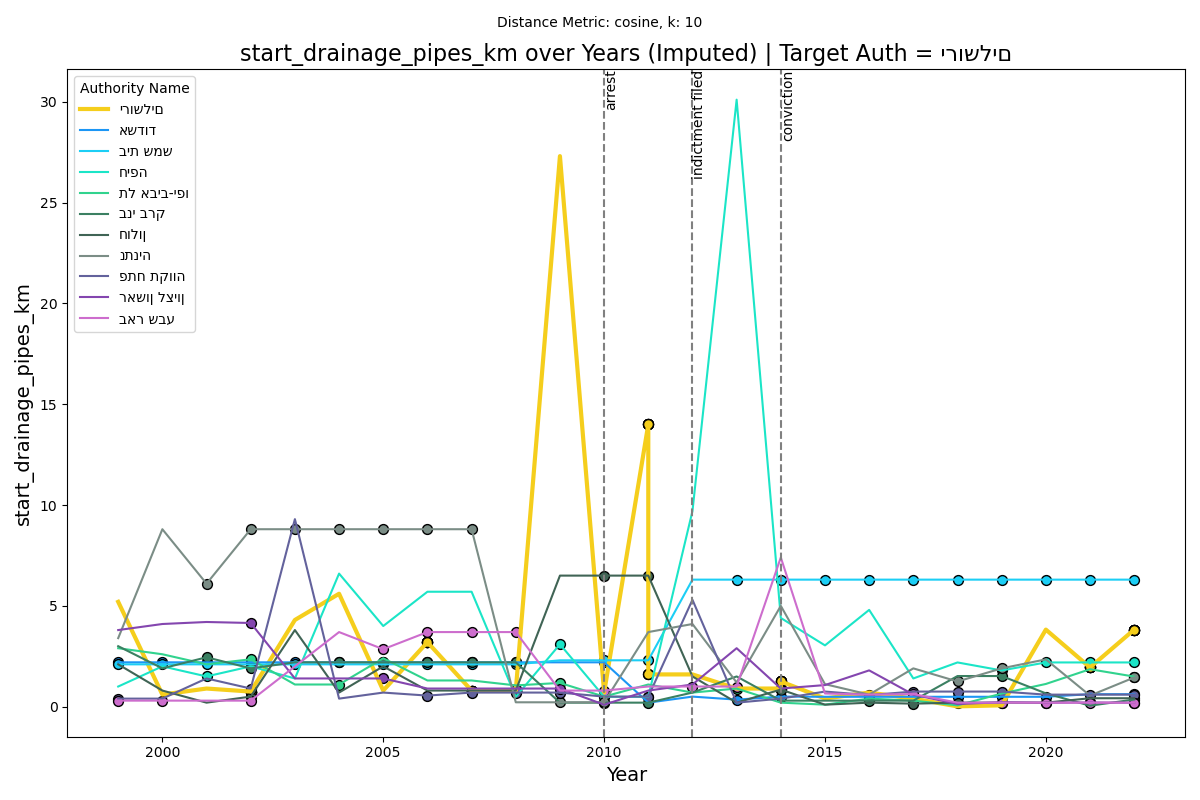 Distance Metric: cosine, k: 10
start_drainage_pipes_km over Years (Imputed) | Target Auth = ירושלים
Authority Name
ירושלים
אשדוד
בית שמש
חיפה
תל אביב-יפו
בני ברק
חולון
נתניה
פתח תקווה
ראשון לציון
באר שבע
arrest
indictment filed
conviction
start_drainage_pipes_km
30
25
20
15
10
5
0
2000
2005
2010
2015
2020
Year